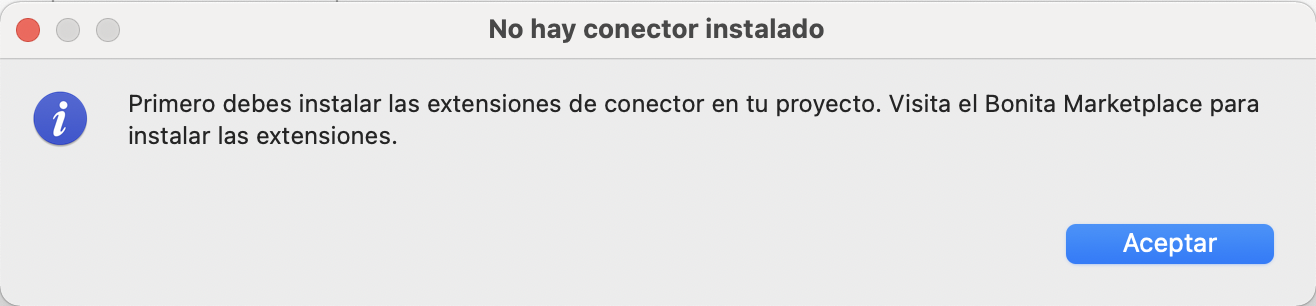 No hay conector instalado
Primero debes instalar las extensiones de conector en tu proyecto. Visita el Bonita Marketplace para
instalar las extensiones.
Aceptar